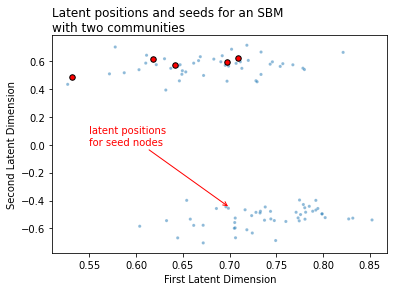 Latent positions and seeds for an SBM
with two communities
Second Latent Dimension
0.6
0.4
0.2
0.0
−0.2
−0.4
−0.6
latent positions
for seed nodes
0.55
0.60
0.65
0.70
0.75
0.80
0.85
First Latent Dimension